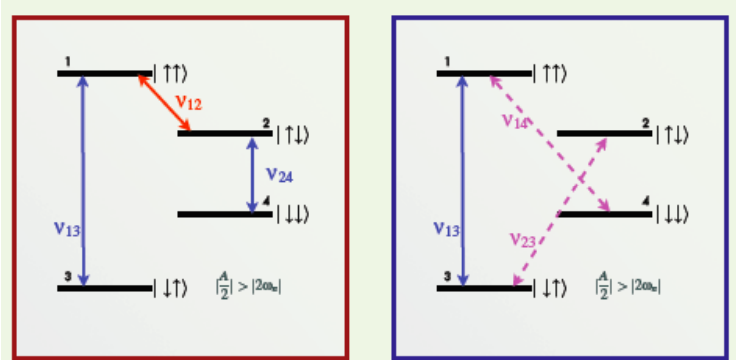 1
|↑↑⟩
ν12
2
|↑↓⟩
ν24
4
|↓↓⟩
ν13
3
|↓↑⟩
|A/2| > |2ωn|
1
|↑↑⟩
ν14
2
|↑↓⟩
4
|↓↓⟩
ν13
ν23
3
|↓↑⟩
|A/2| > |2ωn|